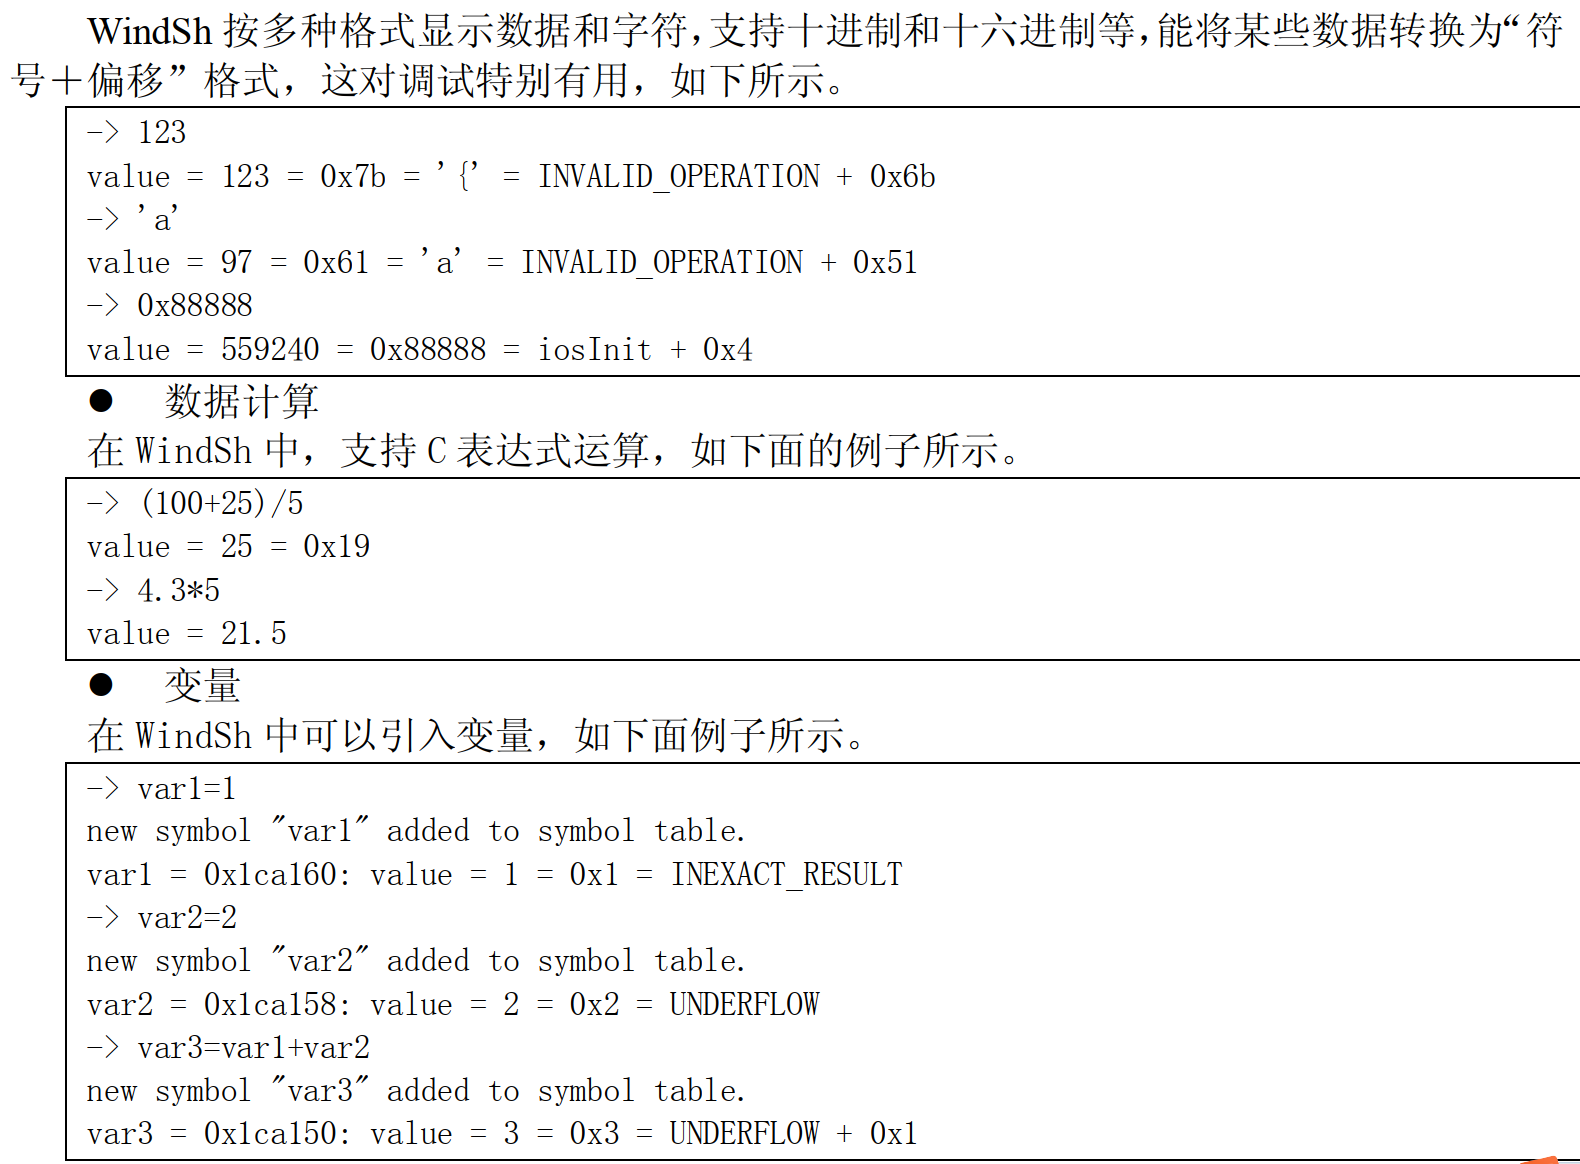 WindSh 按多种格式显示数据和字符，支持十进制和十六进制等，能将某些数据转换为“符
号＋偏移”格式，这对调试特别有用，如下所示。
-> 123
value = 123 = 0x7b = '{' = INVALID_OPERATION + 0x6b
-> 'a'
value = 97 = 0x61 = 'a' = INVALID_OPERATION + 0x51
-> 0x88888
value = 559240 = 0x88888 = iosInit + 0x4
● 数据计算
在 WindSh 中，支持 C 表达式运算，如下面的例子所示。
-> (100+25)/5
value = 25 = 0x19
-> 4.3*5
value = 21.5
● 变量
在 WindSh 中可以引入变量，如下面例子所示。
-> var1=1
new symbol "var1" added to symbol table.
var1 = 0x1ca160: value = 1 = 0x1 = INEXACT_RESULT
-> var2=2
new symbol "var2" added to symbol table.
var2 = 0x1ca158: value = 2 = 0x2 = UNDERFLOW
-> var3=var1+var2
new symbol "var3" added to symbol table.
var3 = 0x1ca150: value = 3 = 0x3 = UNDERFLOW + 0x1